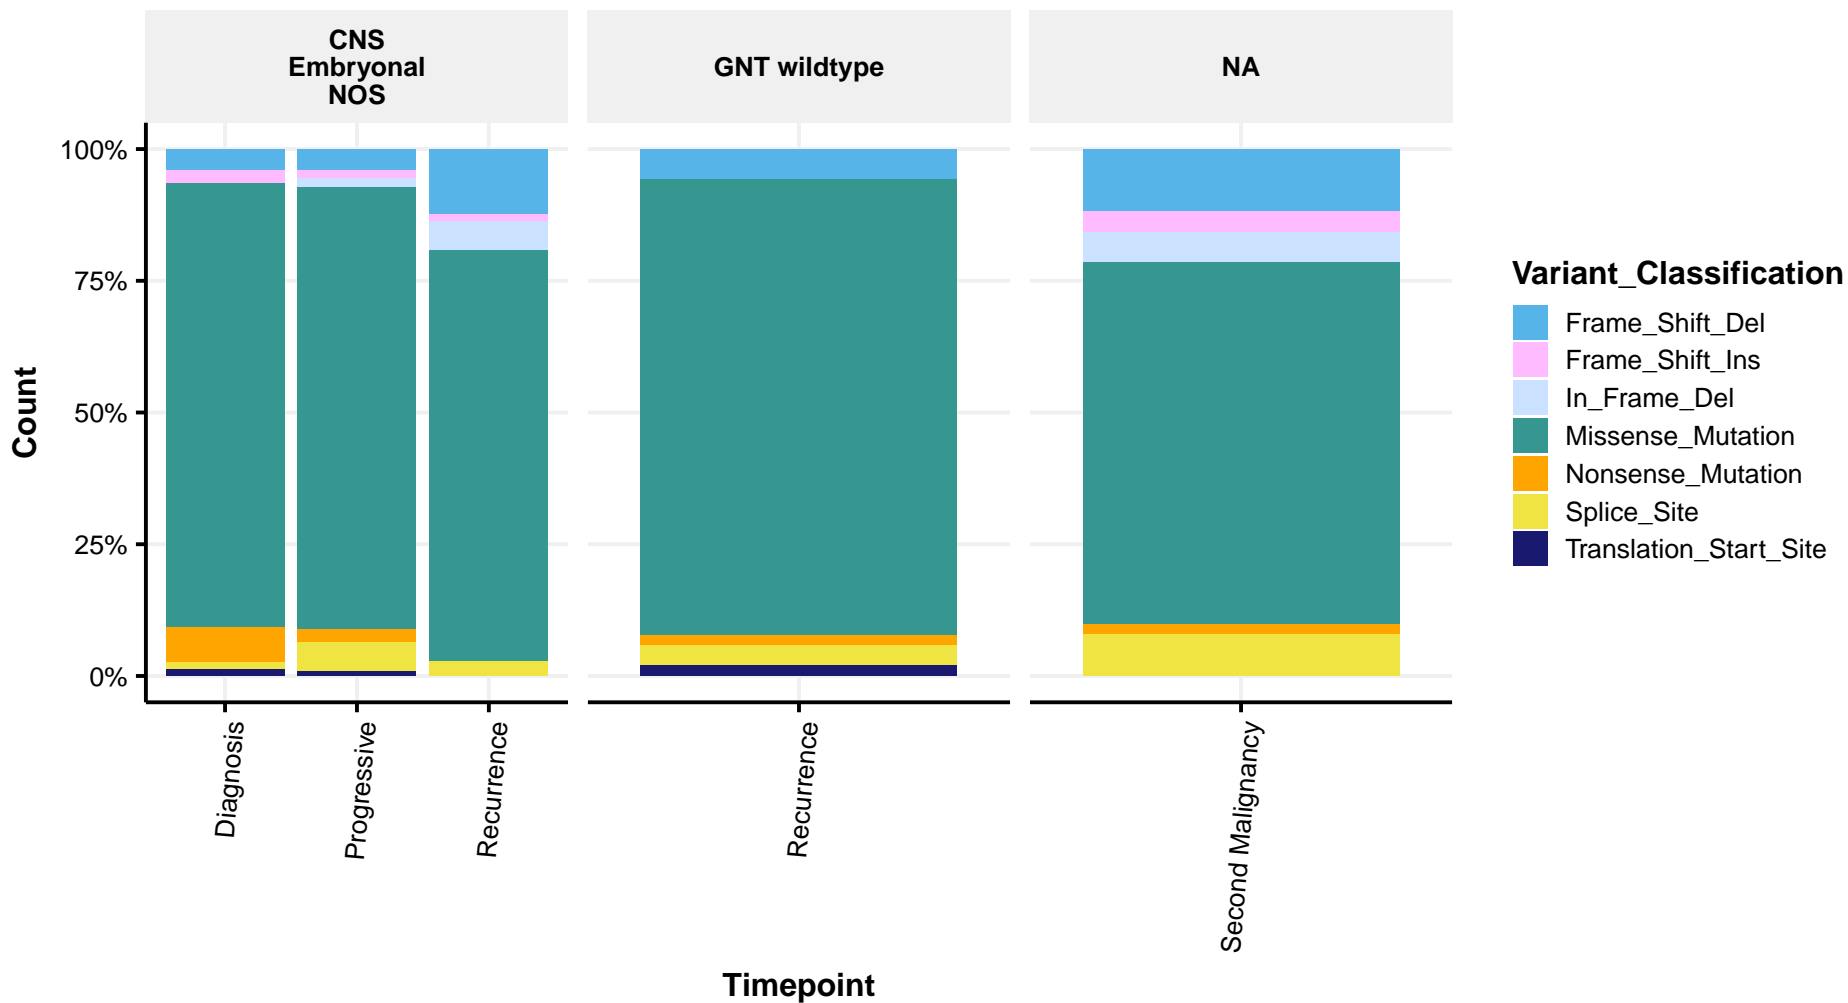 CNS
Embryonal
NOS
GNT wildtype
NA
100%
75%
50%
25%
0%
Count
Diagnosis
Progressive
Recurrence
Recurrence
Second Malignancy
Timepoint
Variant_Classification
Frame_Shift_Del
Frame_Shift_Ins
In_Frame_Del
Missense_Mutation
Nonsense_Mutation
Splice_Site
Translation_Start_Site